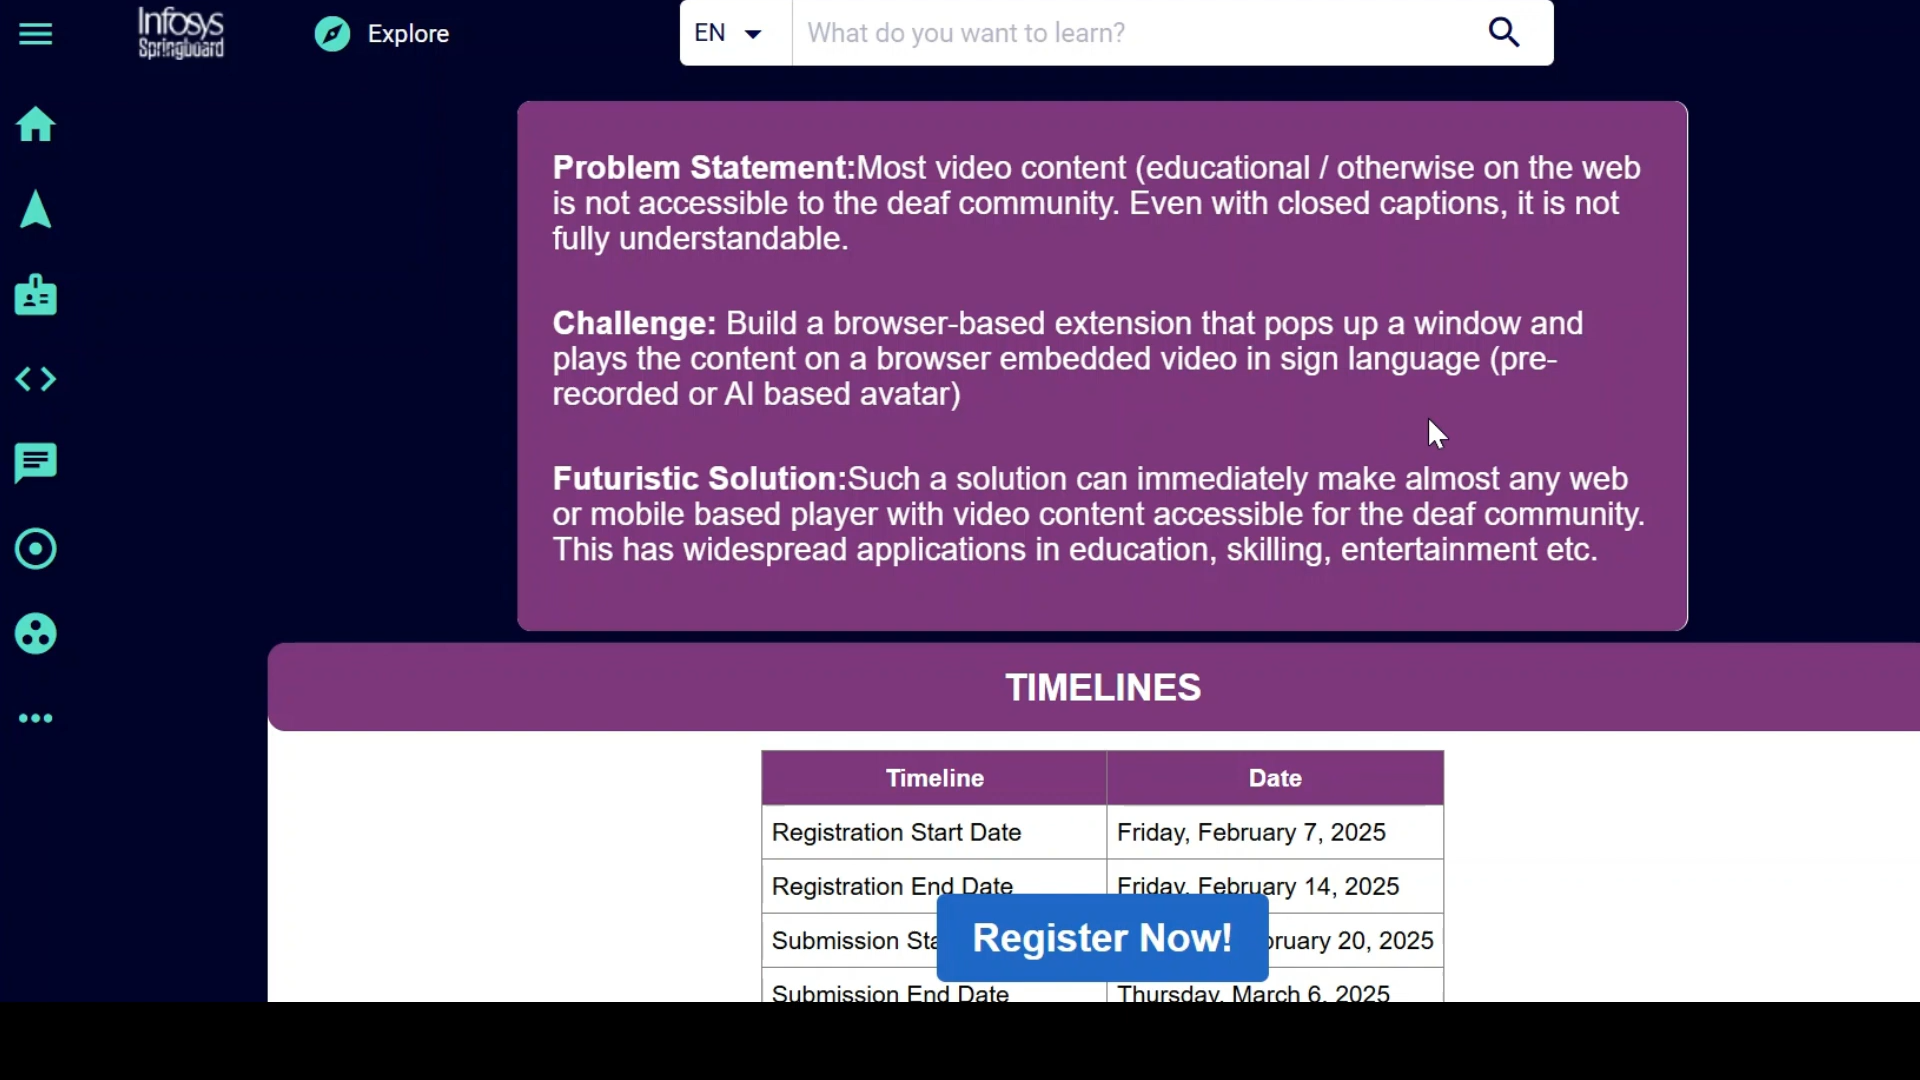 Infosys
Springboard
Explore
EN
What do you want to learn?
Problem Statement:Most video content (educational / otherwise on the web
is not accessible to the deaf community. Even with closed captions, it is not
fully understandable.
Challenge: Build a browser-based extension that pops up a window and
plays the content on a browser embedded video in sign language (pre-
recorded or AI based avatar)
Futuristic Solution:Such a solution can immediately make almost any web
or mobile based player with video content accessible for the deaf community.
This has widespread applications in education, skilling, entertainment etc.
TIMELINES
Timeline Date
Registration Start Date Friday, February 7, 2025
Registration End Date Friday, February 14, 2025
Submission 20, 2025
Register Now!
Submission End Date Thursday, March 6, 2025